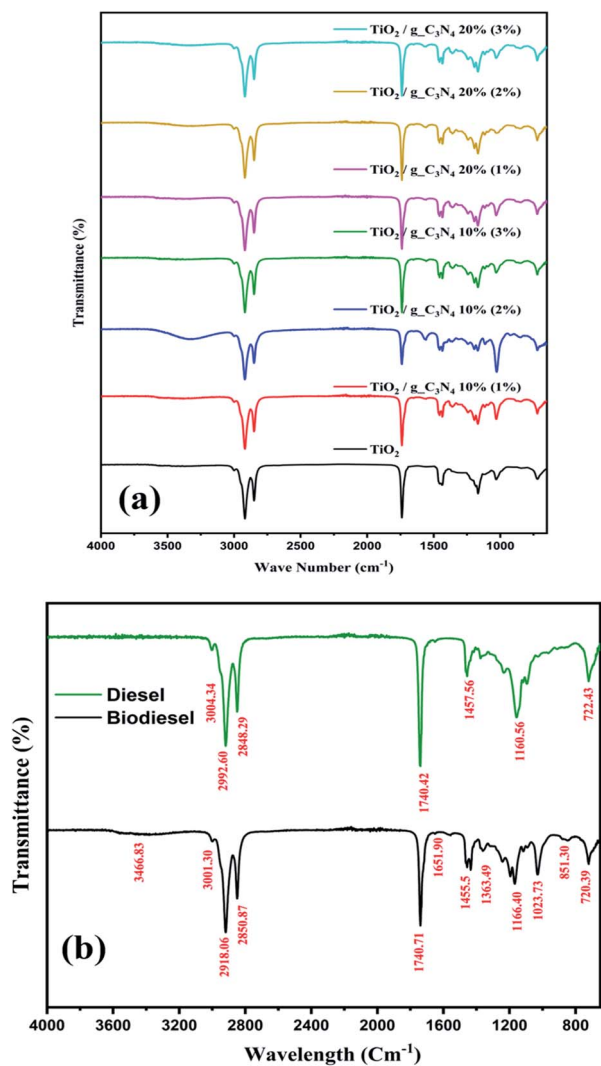 TiO2 / g_C3N4 20% (3%)
TiO2 / g_C3N4 20% (2%)
TiO2 / g_C3N4 20% (1%)
TiO2 / g_C3N4 10% (3%)
TiO2 / g_C3N4 10% (2%)
TiO2 / g_C3N4 10% (1%)
TiO2
Transmittance (%)
(a)
4000 3500 3000 2500 2000 1500 1000
Wave Number (cm-1)
Diesel
Biodiesel
Transmittance (%)
3004.34
2992.60
2848.29
1740.42
1457.56
1160.56
722.43
3466.83
3001.30
2918.06
2850.87
1740.71
1651.90
1455.5
1363.49
1166.40
1023.73
851.30
720.39
(b)
4000 3600 3200 2800 2400 2000 1600 1200 800
Wavelength (Cm-1)